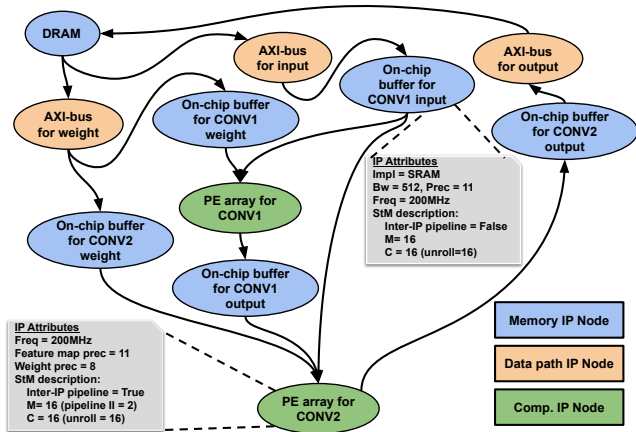 DRAM
AXI-bus
for input
AXI-bus
for output
On-chip
buffer for
CONV1 input
AXI-bus
for weight
On-chip buffer
for CONV1
weight
On-chip buffer
for CONV2
output
IP Attributes
Impl = SRAM
Bw = 512, Prec = 11
Freq = 200MHz
StM description:
Inter-IP pipeline = False
M= 16
C = 16 (unroll=16)
PE array for
CONV1
On-chip buffer
for CONV2
weight
On-chip buffer
for CONV1
output
IP Attributes
Freq = 200MHz
Feature map prec = 11
Weight prec = 8
StM description:
Inter-IP pipeline = True
M= 16 (pipeline II = 2)
C = 16 (unroll = 16)
PE array for
CONV2
Memory IP Node
Data path IP Node
Comp. IP Node